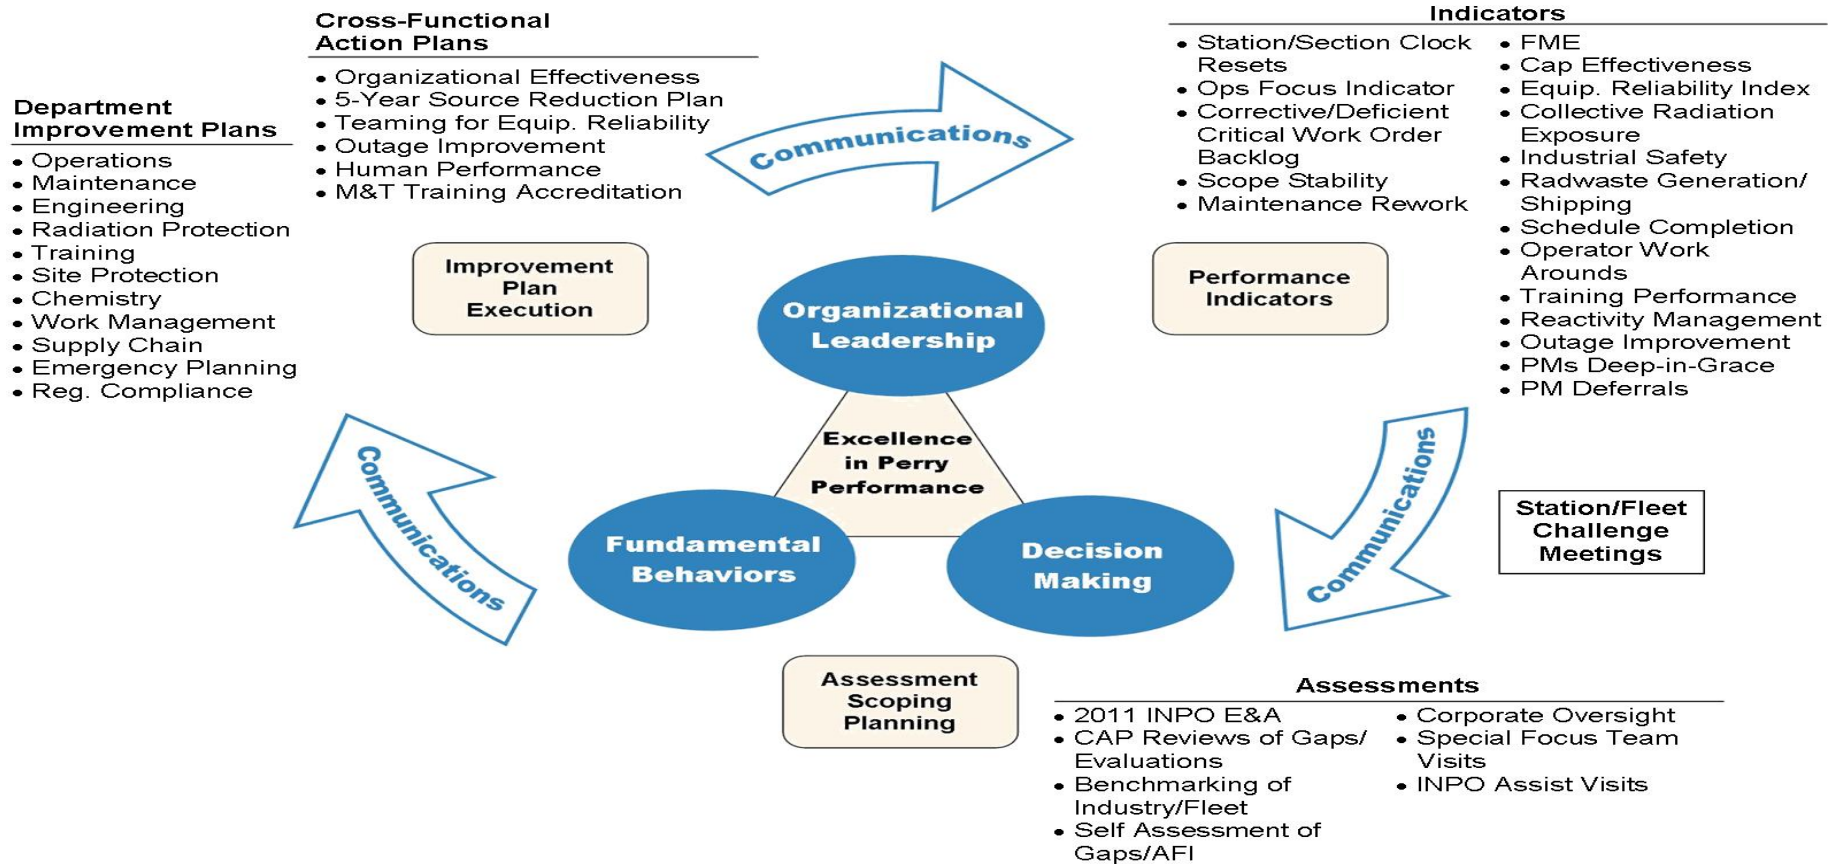 Cross-Functional
Action Plans
• Organizational Effectiveness
• 5-Year Source Reduction Plan
• Teaming for Equip. Reliability
• Outage Improvement
• Human Performance
• M&T Training Accreditation
Department
Improvement Plans
• Operations
• Maintenance
• Engineering
• Radiation Protection
• Training
• Site Protection
• Chemistry
• Work Management
• Supply Chain
• Emergency Planning
• Reg. Compliance
Communications
Indicators
• Station/Section Clock
Resets
• Ops Focus Indicator
• Corrective/Deficient
Critical Work Order
Backlog
• Scope Stability
• Maintenance Rework
• FME
• Cap Effectiveness
• Equip. Reliability Index
• Collective Radiation
Exposure
• Industrial Safety
• Radwaste Generation/
Shipping
• Schedule Completion
• Operator Work
Arounds
• Training Performance
• Reactivity Management
• Outage Improvement
• PMs Deep-in-Grace
• PM Deferrals
Improvement
Plan
Execution
Organizational
Leadership
Performance
Indicators
Excellence
in Perry
Performance
Communications
Communications
Station/Fleet
Challenge
Meetings
Fundamental
Behaviors
Decision
Making
Assessment
Scoping
Planning
Assessments
• 2011 INPO E&A
• CAP Reviews of Gaps/
Evaluations
• Benchmarking of
Industry/Fleet
• Self Assessment of
Gaps/AFI
• Corporate Oversight
• Special Focus Team
Visits
• INPO Assist Visits